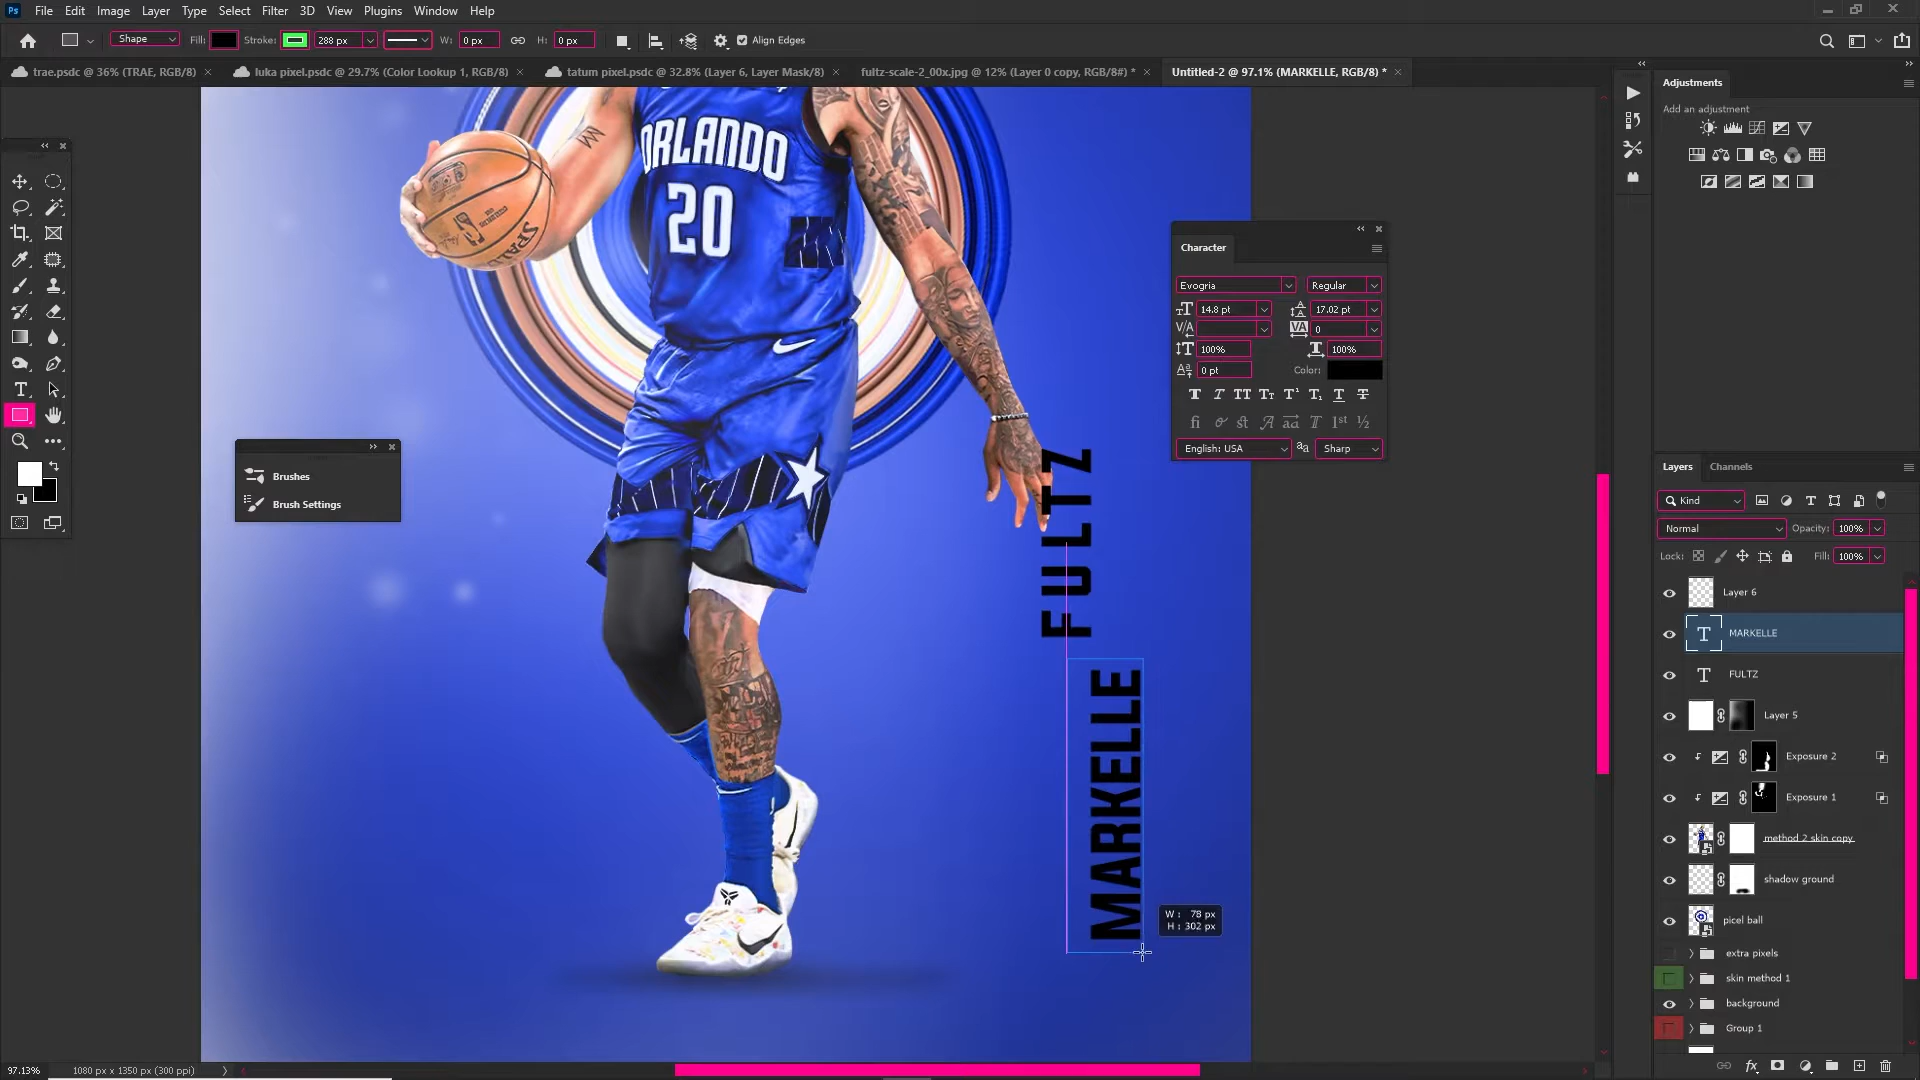 Ps File Edit Image Layer Type Select Filter 3D View Plugins Window Help
Shape Fill: Stroke: 288 px W: 0 px H: 0 px Align Edges
trae.psdc @ 36% (TRAE, RGB/8) × luka pixel.psdc @ 29.7% (Color Lookup 1, RGB/8) × tatum pixel.psdc @ 32.8% (Layer 6, Layer Mask/8) × fultz-scale-2_00x.jpg @ 12% (Layer 0 copy, RGB/8#) * × Untitled-2 @ 97.1% (MARKELLE, RGB/8) * ×
Adjustments
Add an adjustment
ORLANDO
20
SPALDING
Character
Evogria Regular
14.8 pt 17.02 pt
0
100% 100%
0 pt Color:
English: USA Sharp
Brushes
Brush Settings
FULTZ
MARKELLE
W : 78 px
H : 302 px
Layers Channels
Kind
Normal Opacity: 100%
Lock: Fill: 100%
Layer 6
MARKELLE
FULTZ
Layer 5
Exposure 2
Exposure 1
method 2 skin copy
shadow ground
picel ball
extra pixels
skin method 1
background
Group 1
97.13% 1080 px x 1350 px (300 ppi)